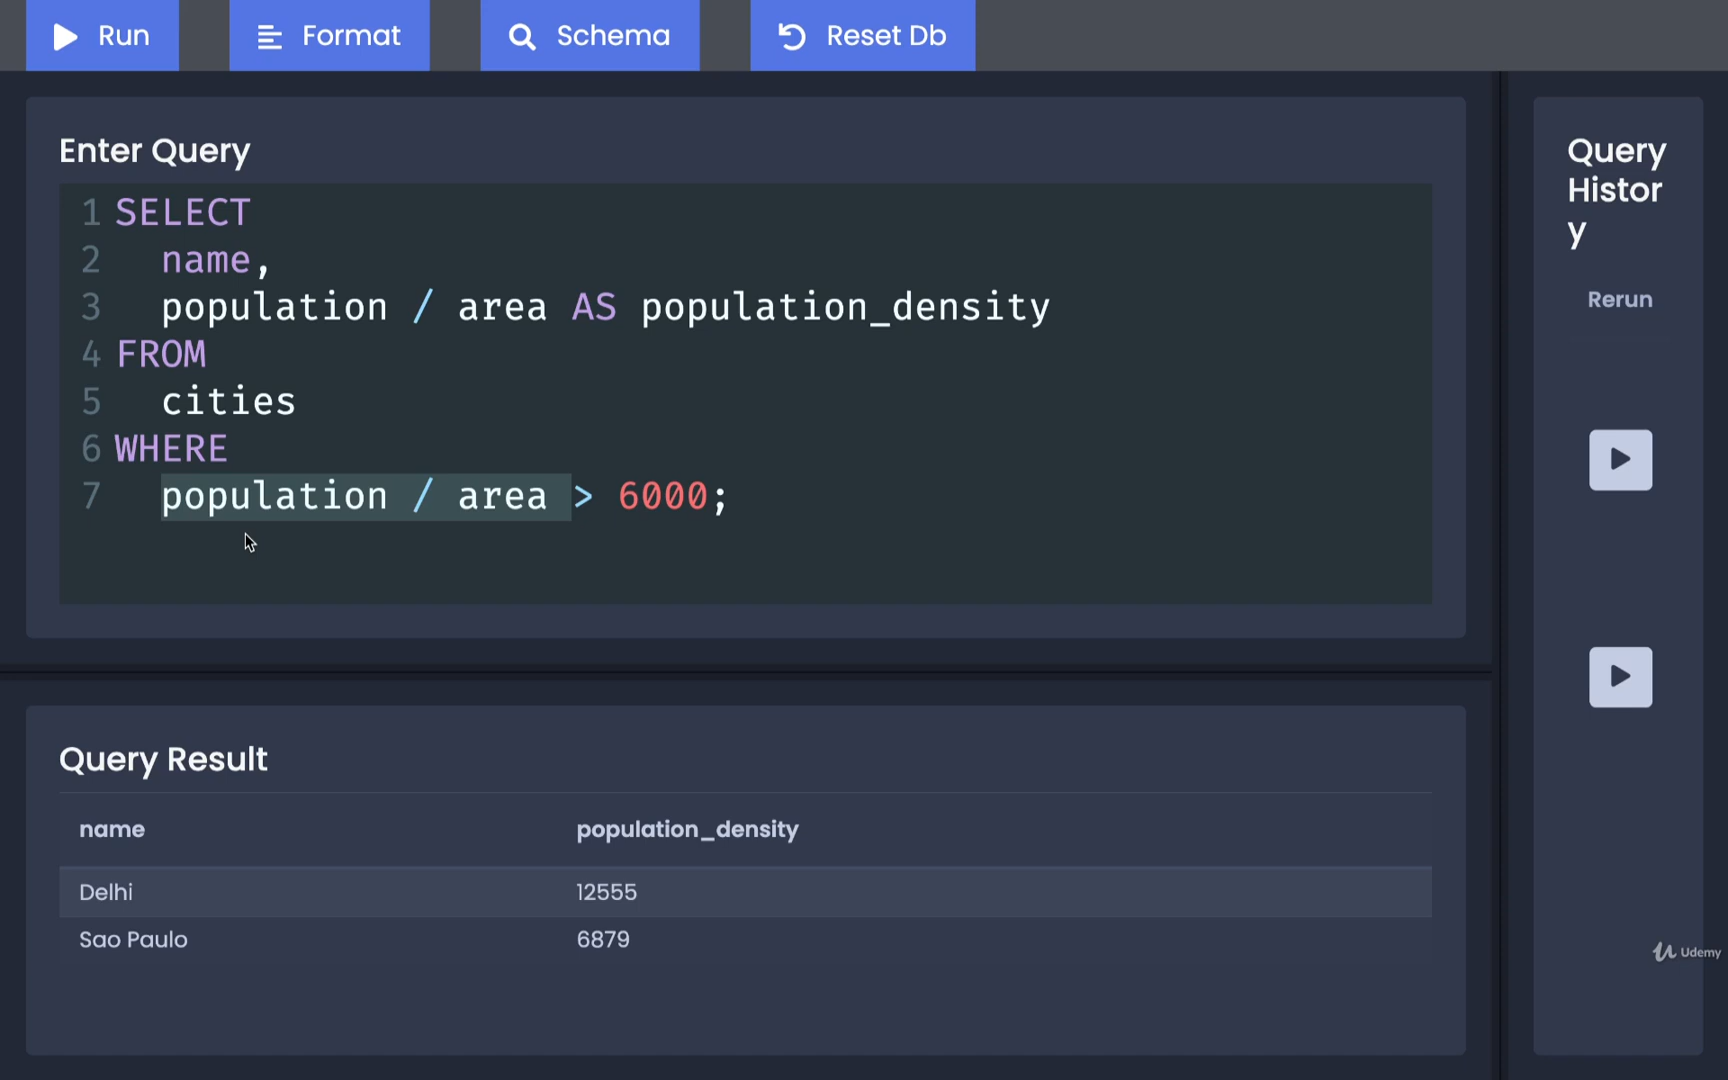 Run Format Schema Reset Db
Enter Query
1 SELECT
2 name,
3 population / area AS population_density
4 FROM
5 cities
6 WHERE
7 population / area > 6000;
Query Result
name population_density
Delhi 12555
Sao Paulo 6879
Query
Histor
y
Rerun
Udemy